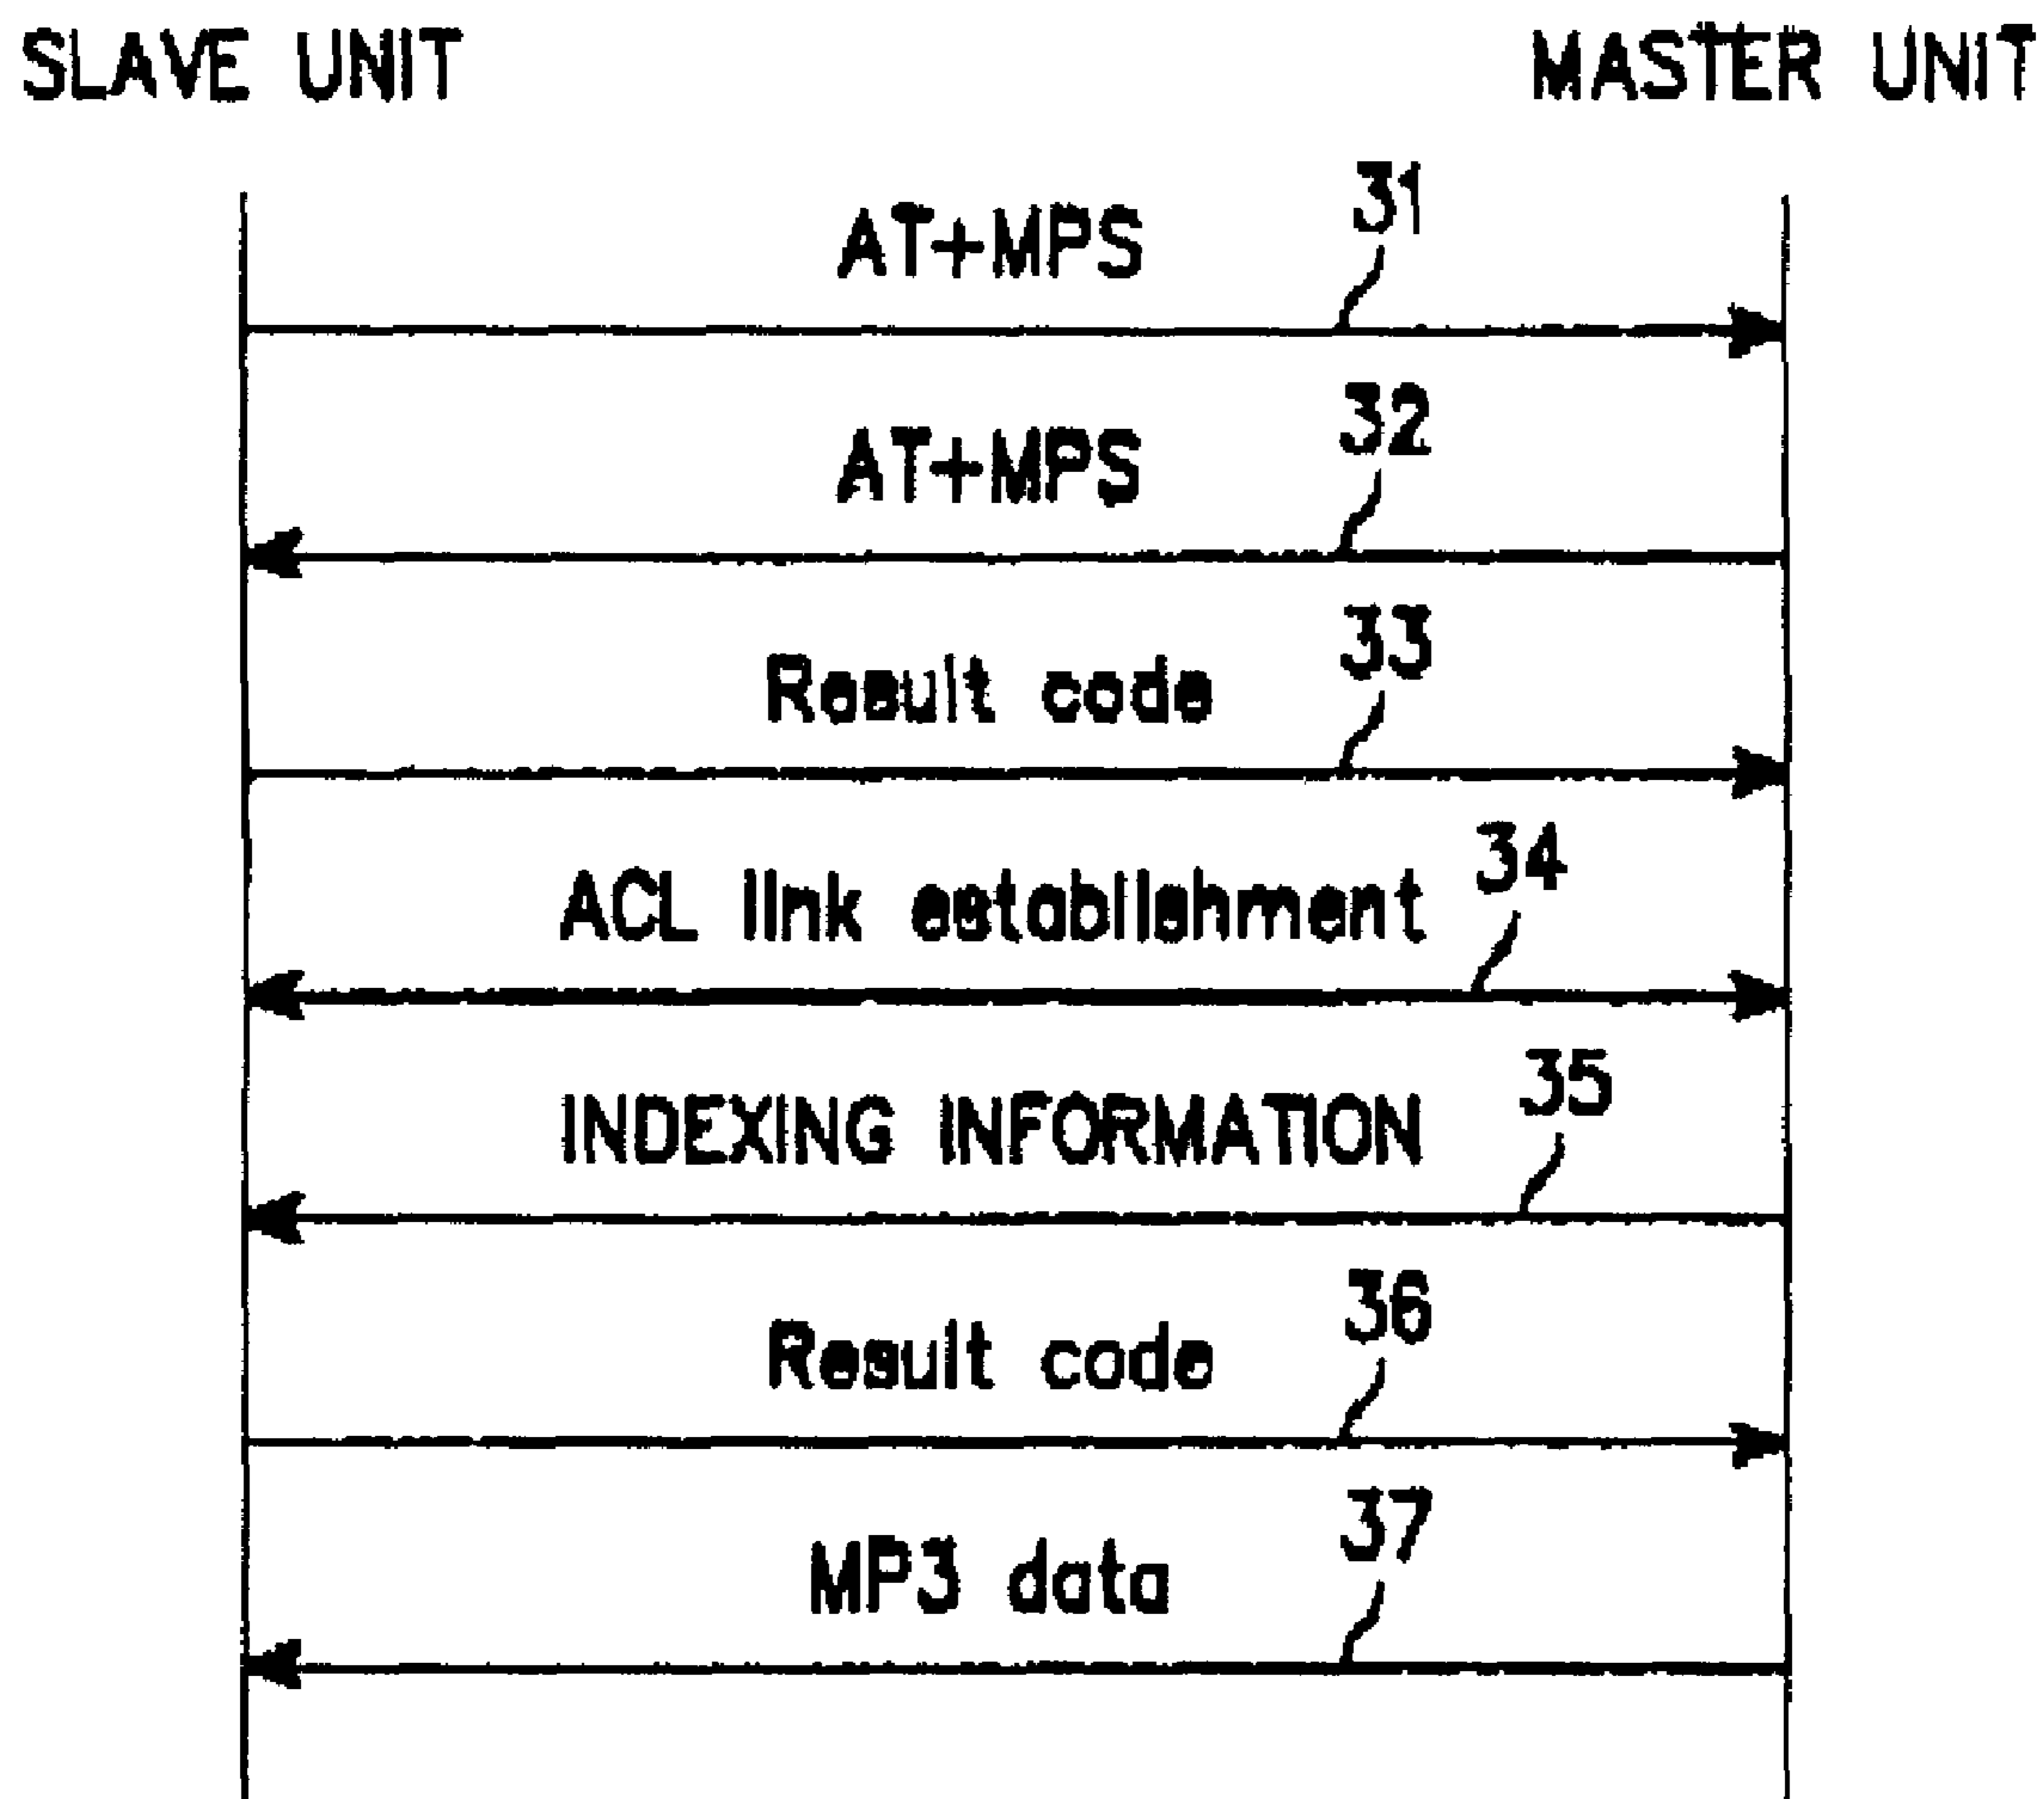 SLAVE UNIT MASTER UNIT
31
AT+MPS
32
AT+MPS
33
Result code
34
ACL link establishment
35
INDEXING INFORMATION
36
Result code
37
MP3 data